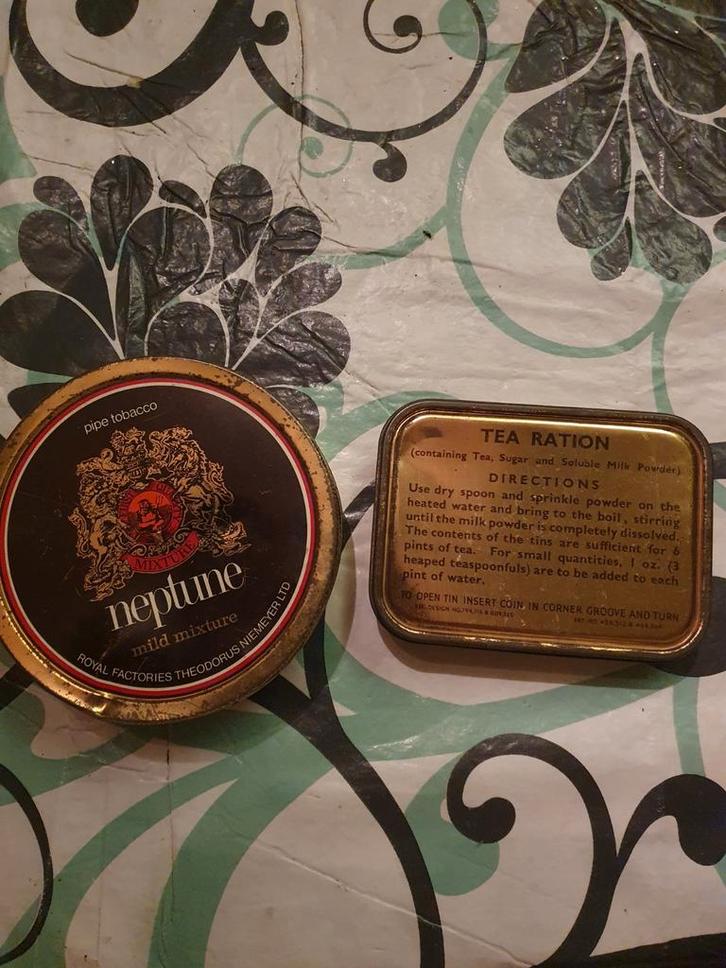 pipe tobacco
MIXTURE
neptune
mild mixture
ROYAL FACTORIES THEODORUS NIEMEYER LTD
TEA RATION
(containing Tea, Sugar and Soluble Milk Powder)
DIRECTIONS
Use dry spoon and sprinkle powder on the
heated water and bring to the boil, stirring
until the milk powder is completely dissolved.
The contents of the tins are sufficient for 6
pints of tea. For small quantities, 1 oz. (3
heaped teaspoonfuls) are to be added to each
pint of water.
TO OPEN TIN INSERT COIN IN CORNER GROOVE AND TURN